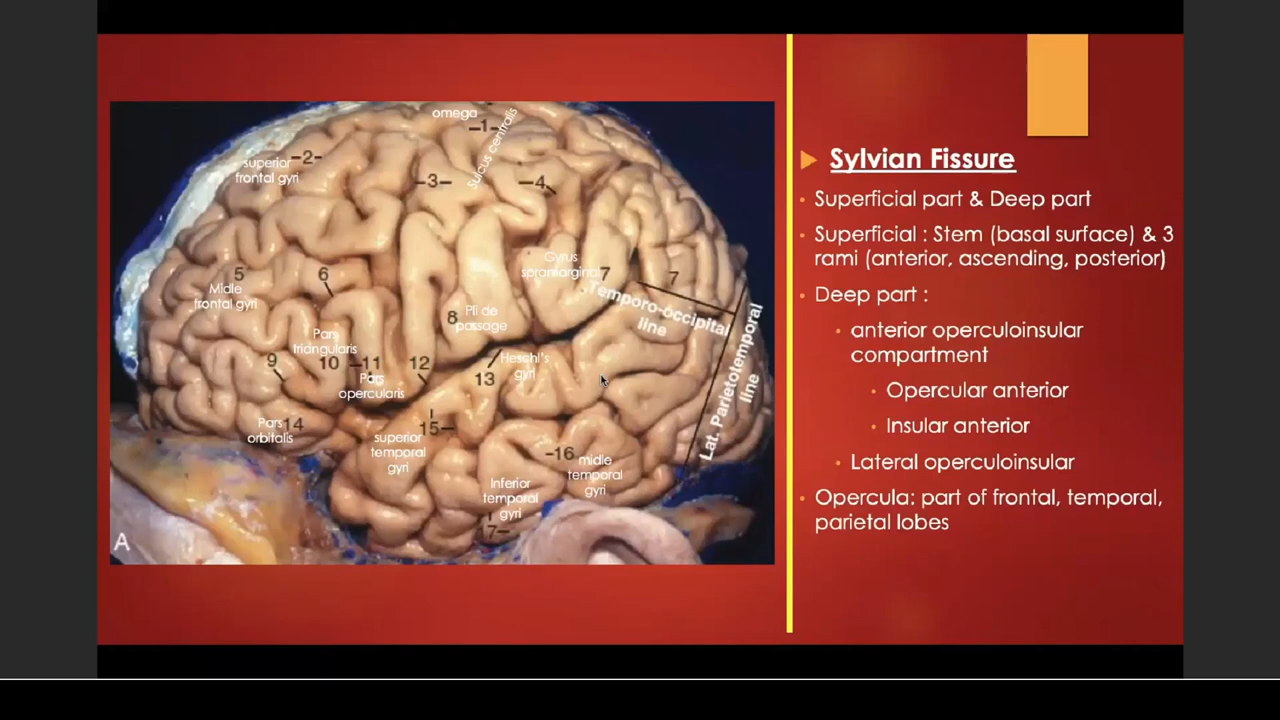 omega
–1–
Sulcus centralis
superior –2–
frontal gyri
–3–
–4
5
Midle
frontal gyri
6
Gyrus
spramarginal 7
7
Temporo-occipital
line
8 Pli de
passage
Pars
triangularis
9
10
–11
Pars
opercularis
12
13
Heschl's
gyri
Lat. Parietotemporal
line
Pars 14
orbitalis
15–
superior
temporal
gyri
–16
midle
temporal
gyri
Inferior
temporal
gyri
17–
A
Sylvian Fissure
Superficial part & Deep part
Superficial : Stem (basal surface) & 3
rami (anterior, ascending, posterior)
Deep part :
anterior operculoinsular
compartment
Opercular anterior
Insular anterior
Lateral operculoinsular
Opercula: part of frontal, temporal,
parietal lobes